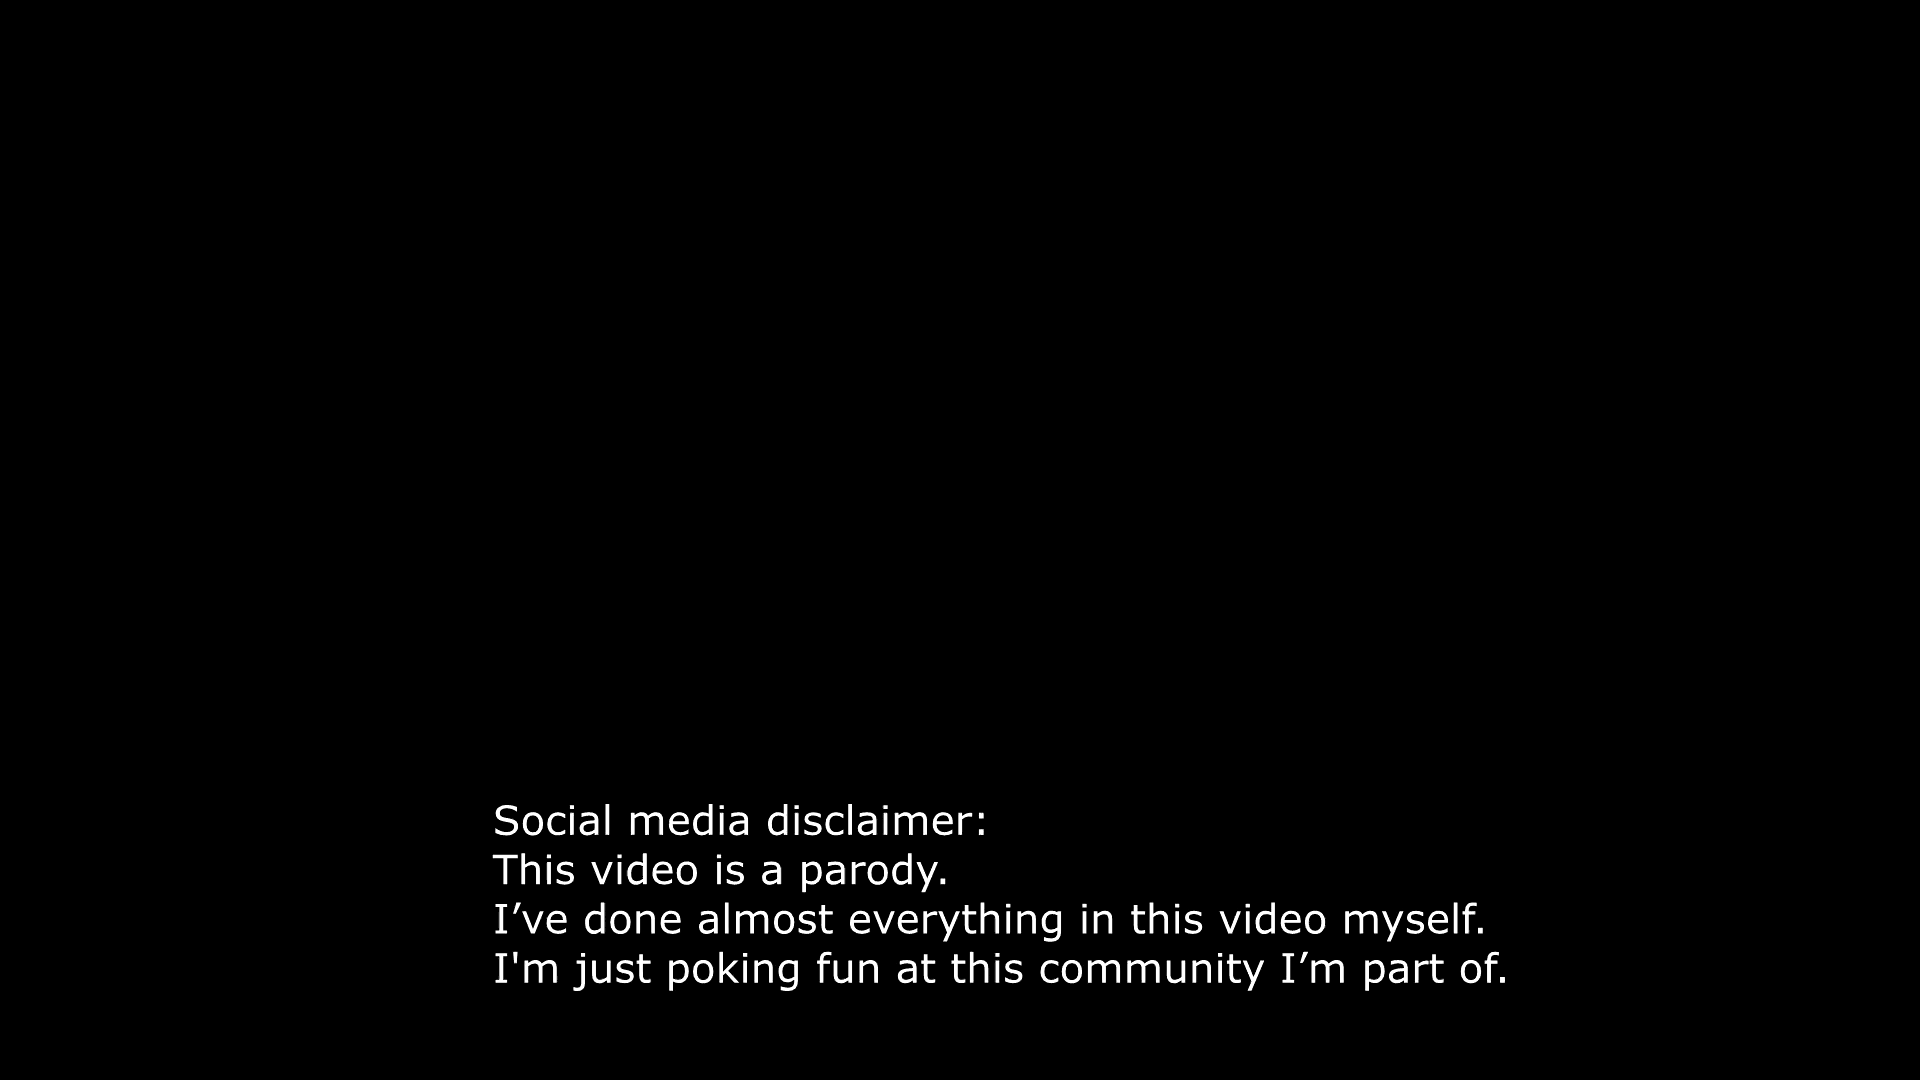 Social media disclaimer:
This video is a parody.
I’ve done almost everything in this video myself.
I'm just poking fun at this community I’m part of.